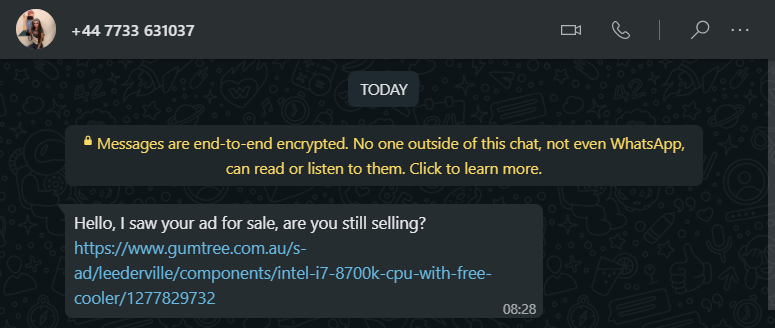 +44 7733 631037
TODAY
Messages are end-to-end encrypted. No one outside of this chat, not even WhatsApp,
can read or listen to them. Click to learn more.
Hello, I saw your ad for sale, are you still selling?
https://www.gumtree.com.au/s-
ad/leederville/components/intel-i7-8700k-cpu-with-free-
cooler/1277829732
08:28